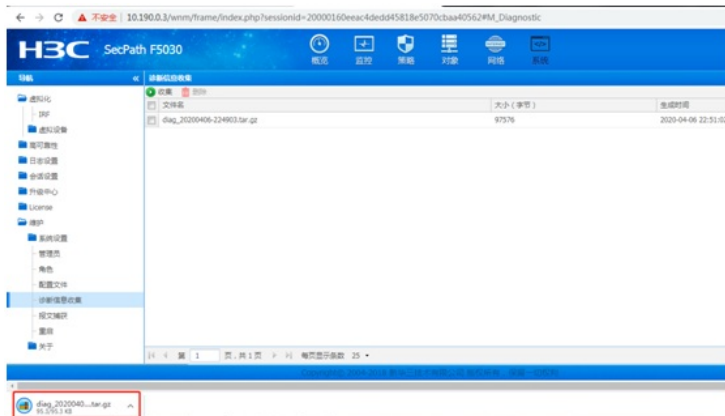 不安全 | 10.190.0.3/wnm/frame/index.php?sessionid=20000160eeac4dedd45818e5070cbaa40562#M_Diagnostic
H3C SecPath F5030
概览 监控 策略 对象 网络 系统
导航 « 诊断信息收集
收集 删除
文件名 大小（字节） 生成时间
diag_20200406-224903.tar.gz 97576 2020-04-06 22:51:02
虚拟化
IRF
虚拟设备
高可靠性
日志设置
会话设置
升级中心
License
维护
系统设置
管理员
角色
配置文件
诊断信息收集
报文捕获
重启
关于
第 1 页，共1页 每页显示条数 25
diag_2020040....tar.gz
95.3/95.3 KB